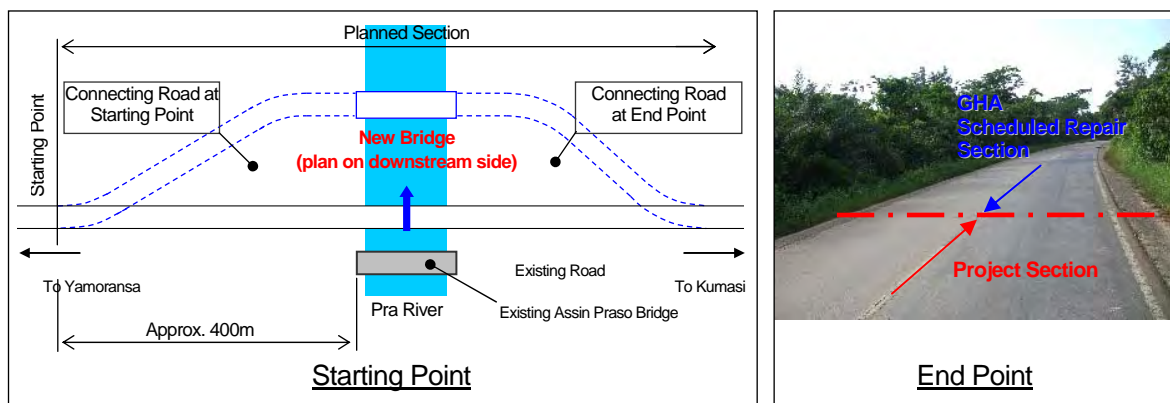 Planned Section
Starting Point
Connecting Road at
Starting Point
Connecting Road
at End Point
New Bridge
(plan on downstream side)
To Yamoransa
Existing Road
To Kumasi
Existing Assin Praso Bridge
Pra River
Approx. 400m
Starting Point
GHA
Scheduled Repair
Section
Project Section
End Point